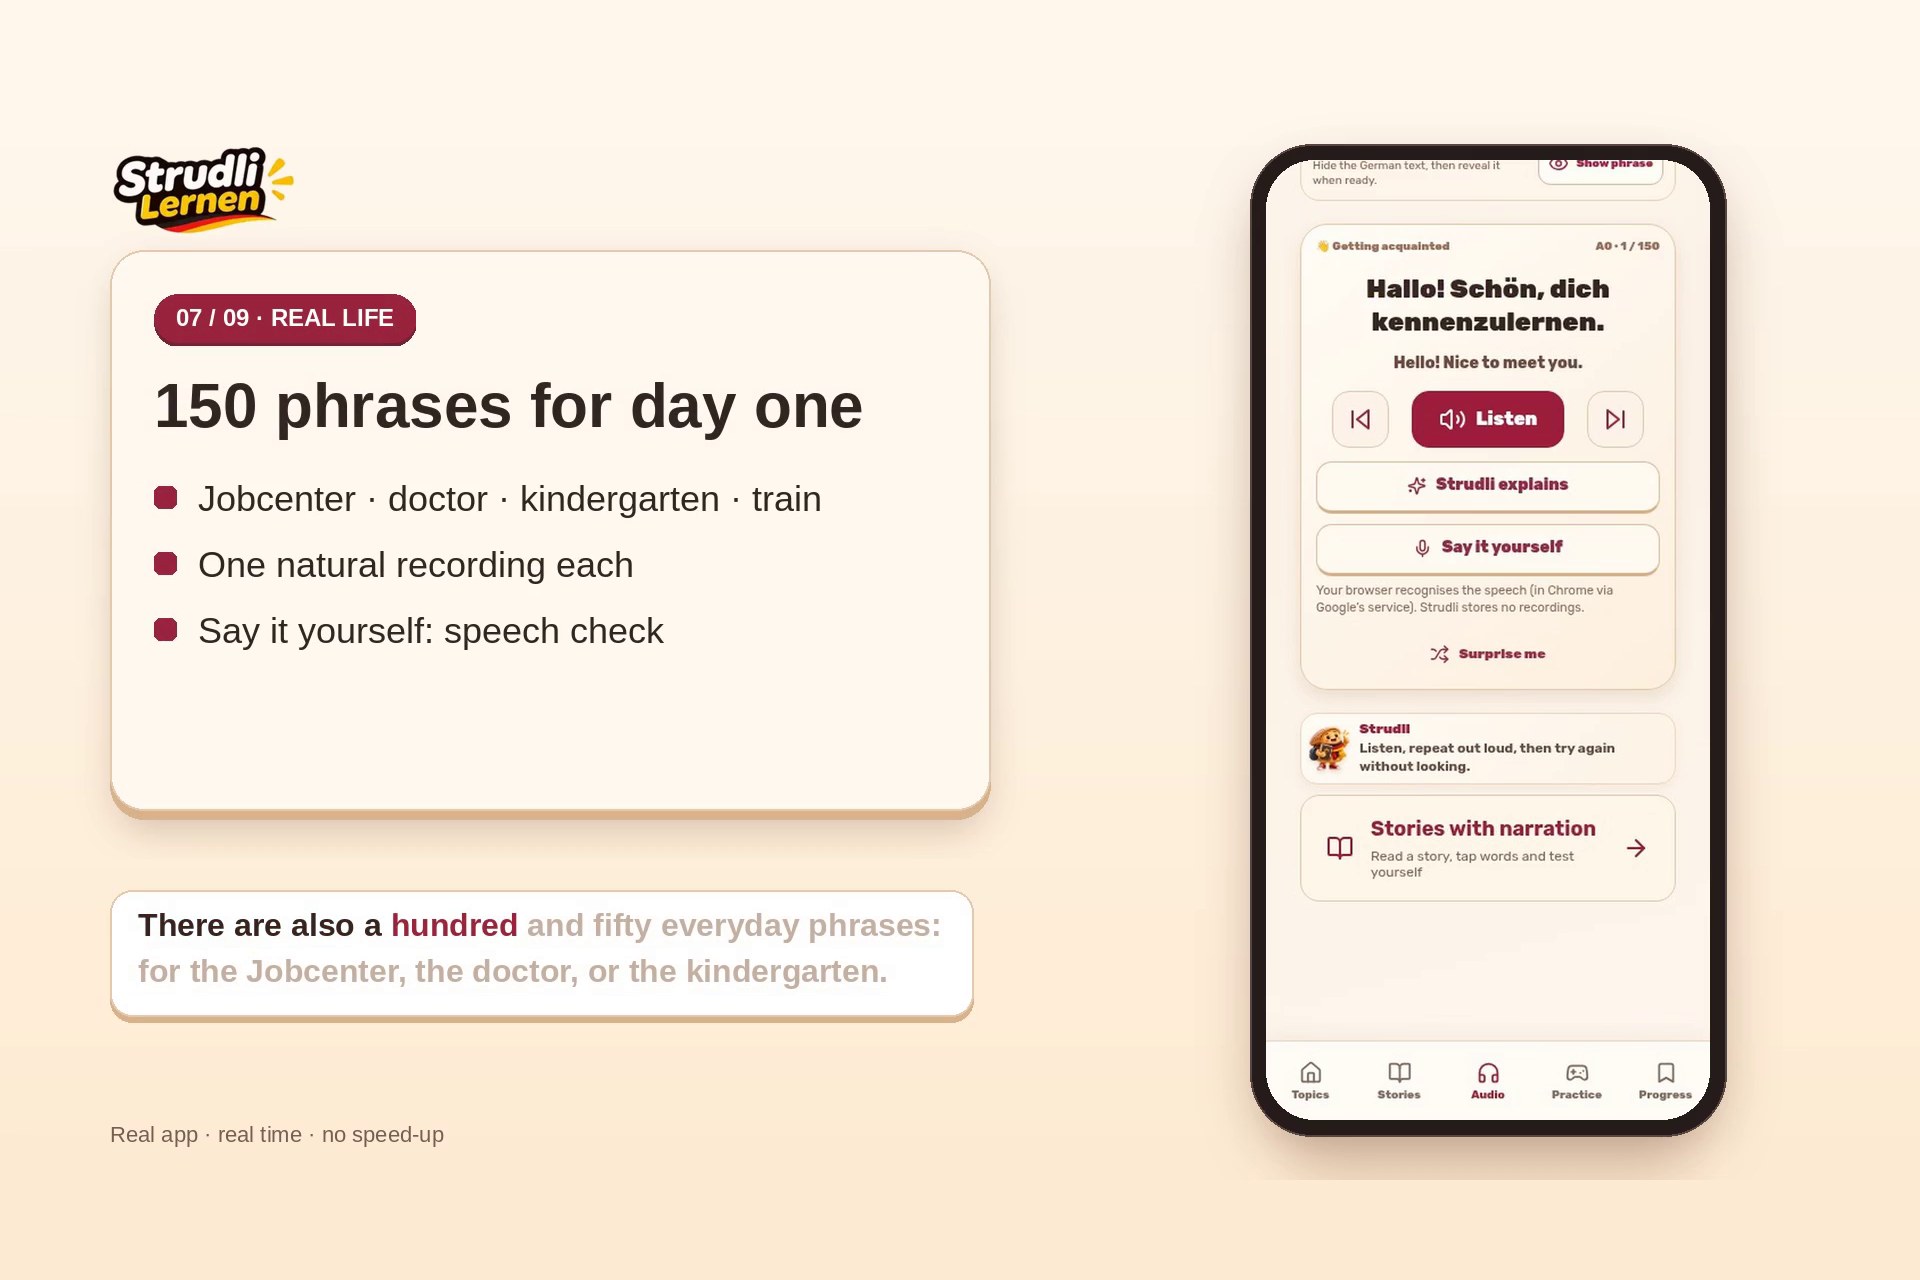 Strudli
Lernen
07 / 09 · REAL LIFE
150 phrases for day one
Jobcenter · doctor · kindergarten · train
One natural recording each
Say it yourself: speech check
There are also a hundred and fifty everyday phrases:
for the Jobcenter, the doctor, or the kindergarten.
Real app · real time · no speed-up
Hide the German text, then reveal it
when ready.
Show phrase
👋 Getting acquainted
A0 · 1 / 150
Hallo! Schön, dich
kennenzulernen.
Hello! Nice to meet you.
Listen
Strudli explains
Say it yourself
Your browser recognises the speech (in Chrome via
Google's service). Strudli stores no recordings.
Surprise me
Strudli
Listen, repeat out loud, then try again
without looking.
Stories with narration
Read a story, tap words and test
yourself
Topics
Stories
Audio
Practice
Progress